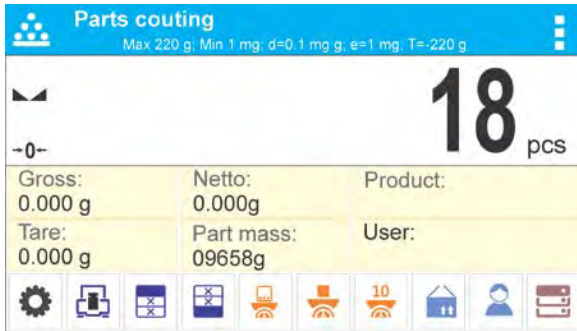 Parts couting
Max 220 g; Min 1 mg; d=0.1 mg g; e=1 mg; T=-220 g
18 pcs
→0←
Gross: Netto: Product:
0.000 g 0.000g
Tare: Part mass: User:
0.000 g 09658g
10